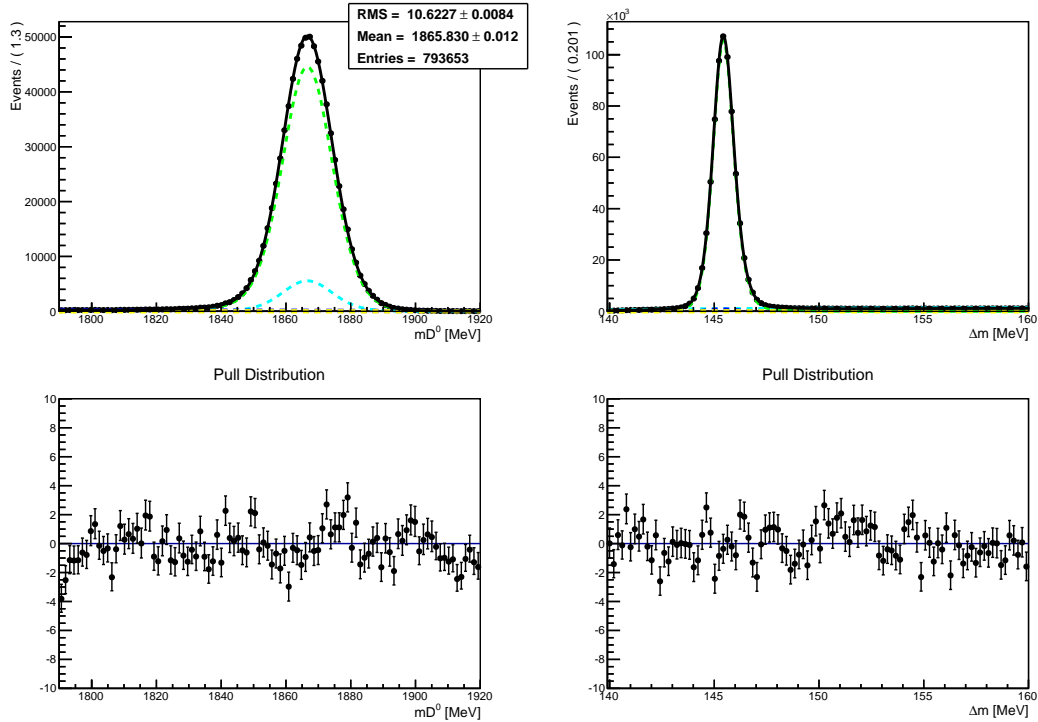 RMS = 10.6227 ± 0.0084
Mean = 1865.830 ± 0.012
Entries = 793653
Events / ( 1.3 )
50000
40000
30000
20000
10000
0
1800 1820 1840 1860 1880 1900 1920
mD⁰ [MeV]
×10³
Events / ( 0.201 )
100
80
60
40
20
0
140 145 150 155 160
Δm [MeV]
Pull Distribution
10
8
6
4
2
0
-2
-4
-6
-8
-10
1800 1820 1840 1860 1880 1900 1920
mD⁰ [MeV]
Pull Distribution
10
8
6
4
2
0
-2
-4
-6
-8
-10
140 145 150 155 160
Δm [MeV]